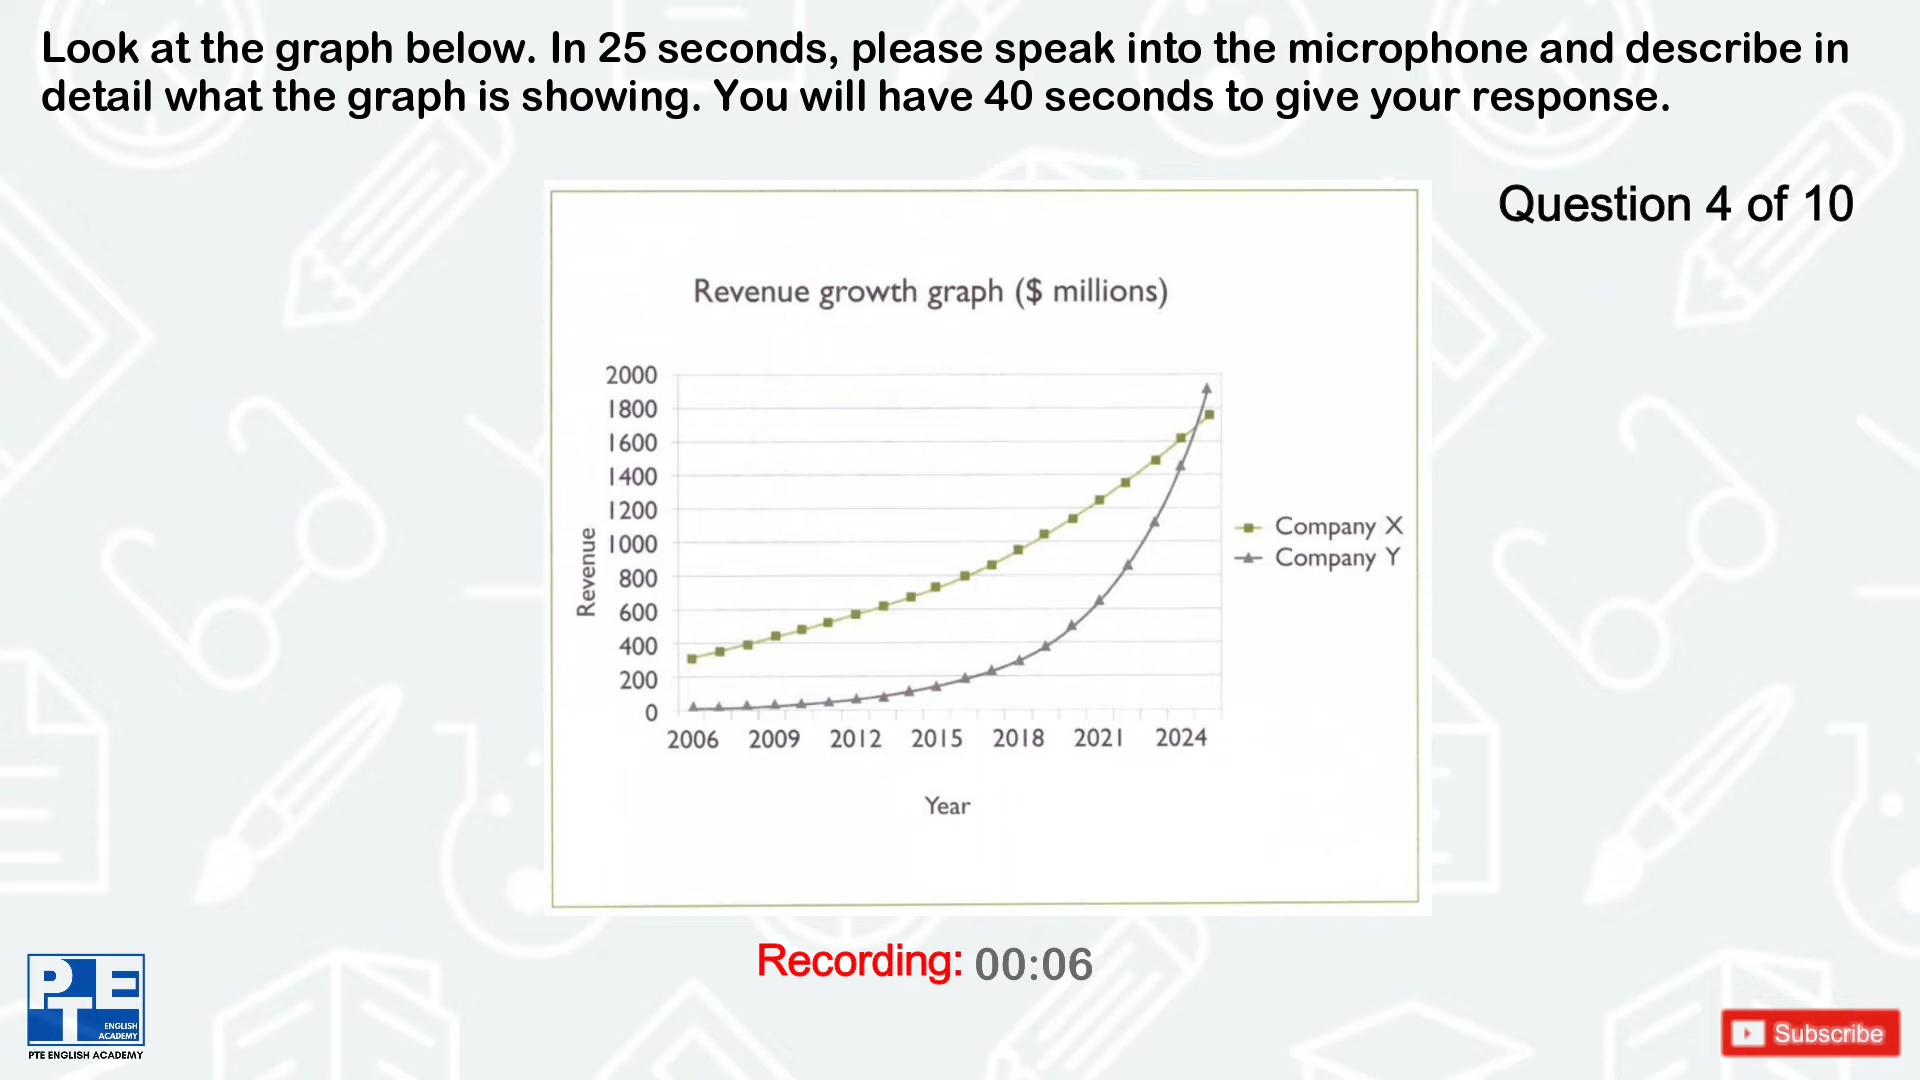 Look at the graph below. In 25 seconds, please speak into the microphone and describe in
detail what the graph is showing. You will have 40 seconds to give your response.
Question 4 of 10
Revenue growth graph ($ millions)
2000
1800
1600
1400
1200
1000
800
600
400
200
0
Revenue
2006 2009 2012 2015 2018 2021 2024
Year
Company X
Company Y
Recording: 00:06
PTE
ENGLISH
ACADEMY
PTE ENGLISH ACADEMY
Subscribe